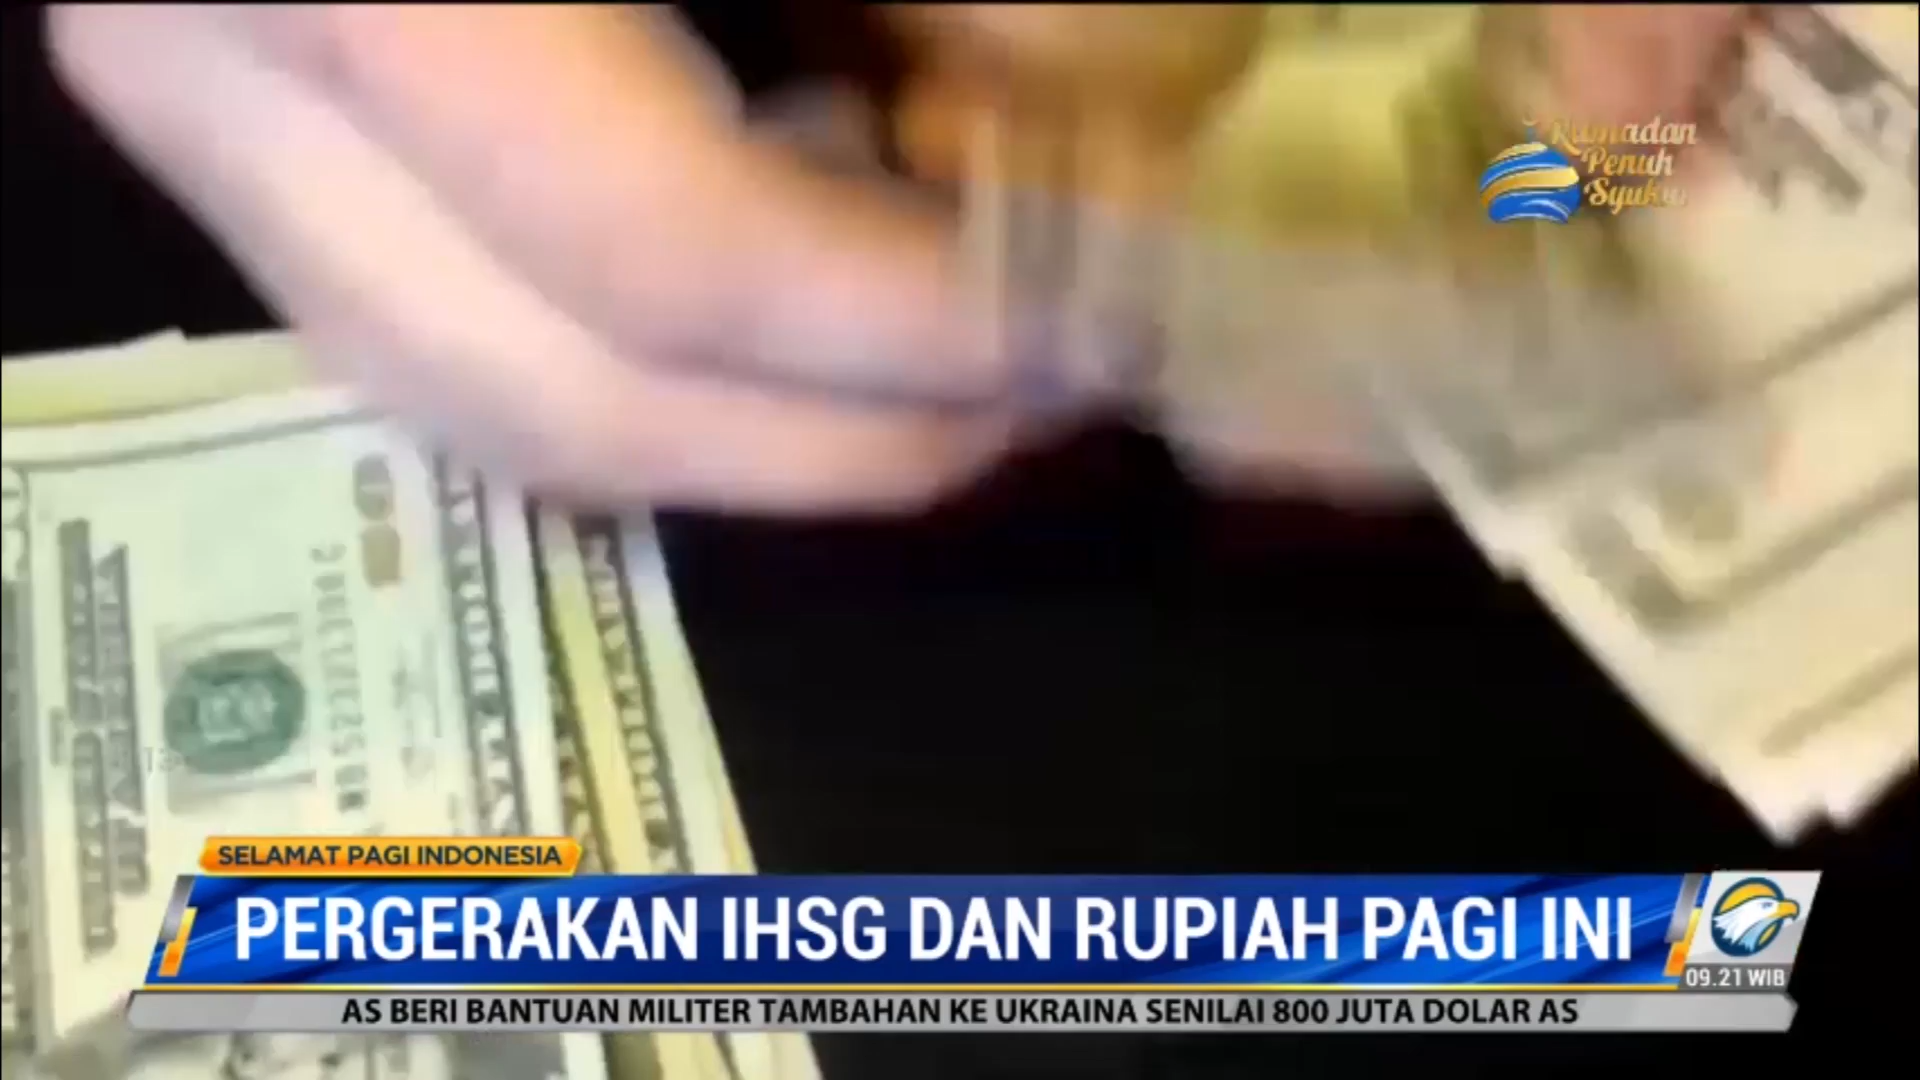 Ramadan
Penuh
Syukur
SELAMAT PAGI INDONESIA
PERGERAKAN IHSG DAN RUPIAH PAGI INI
09.21 WIB
AS BERI BANTUAN MILITER TAMBAHAN KE UKRAINA SENILAI 800 JUTA DOLAR AS